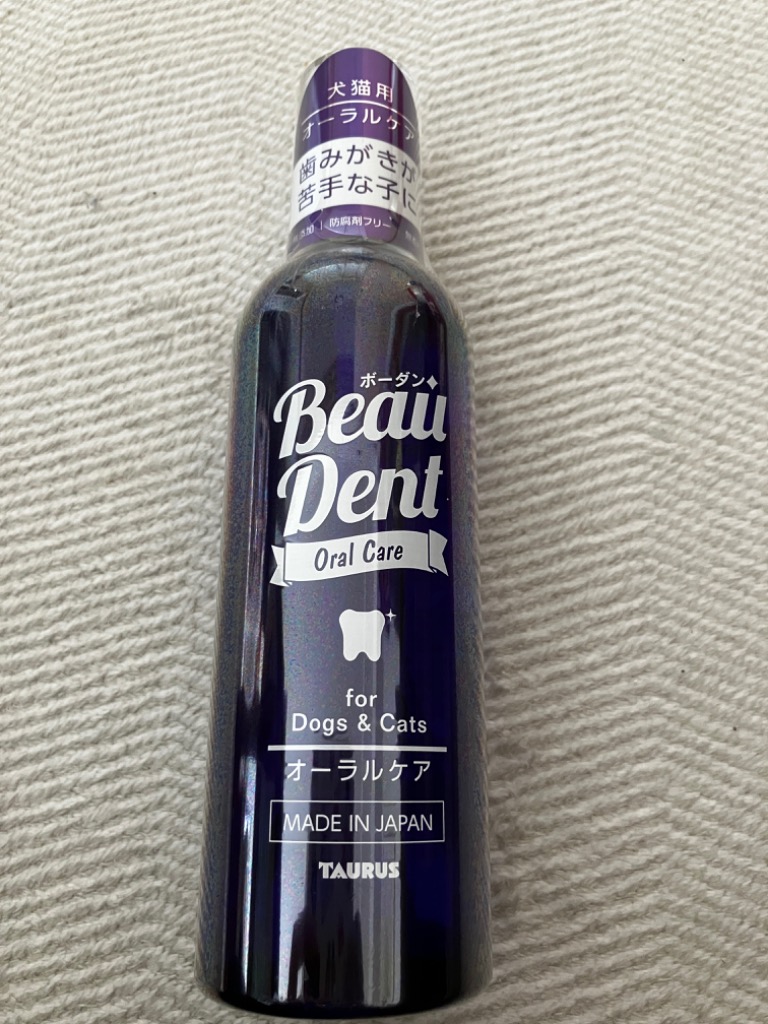 犬猫用
オーラルケア
歯みがきが
苦手な子に
防腐剤フリー
ボーダン
Beau
Dent
Oral Care
for
Dogs & Cats
オーラルケア
MADE IN JAPAN
TAURUS